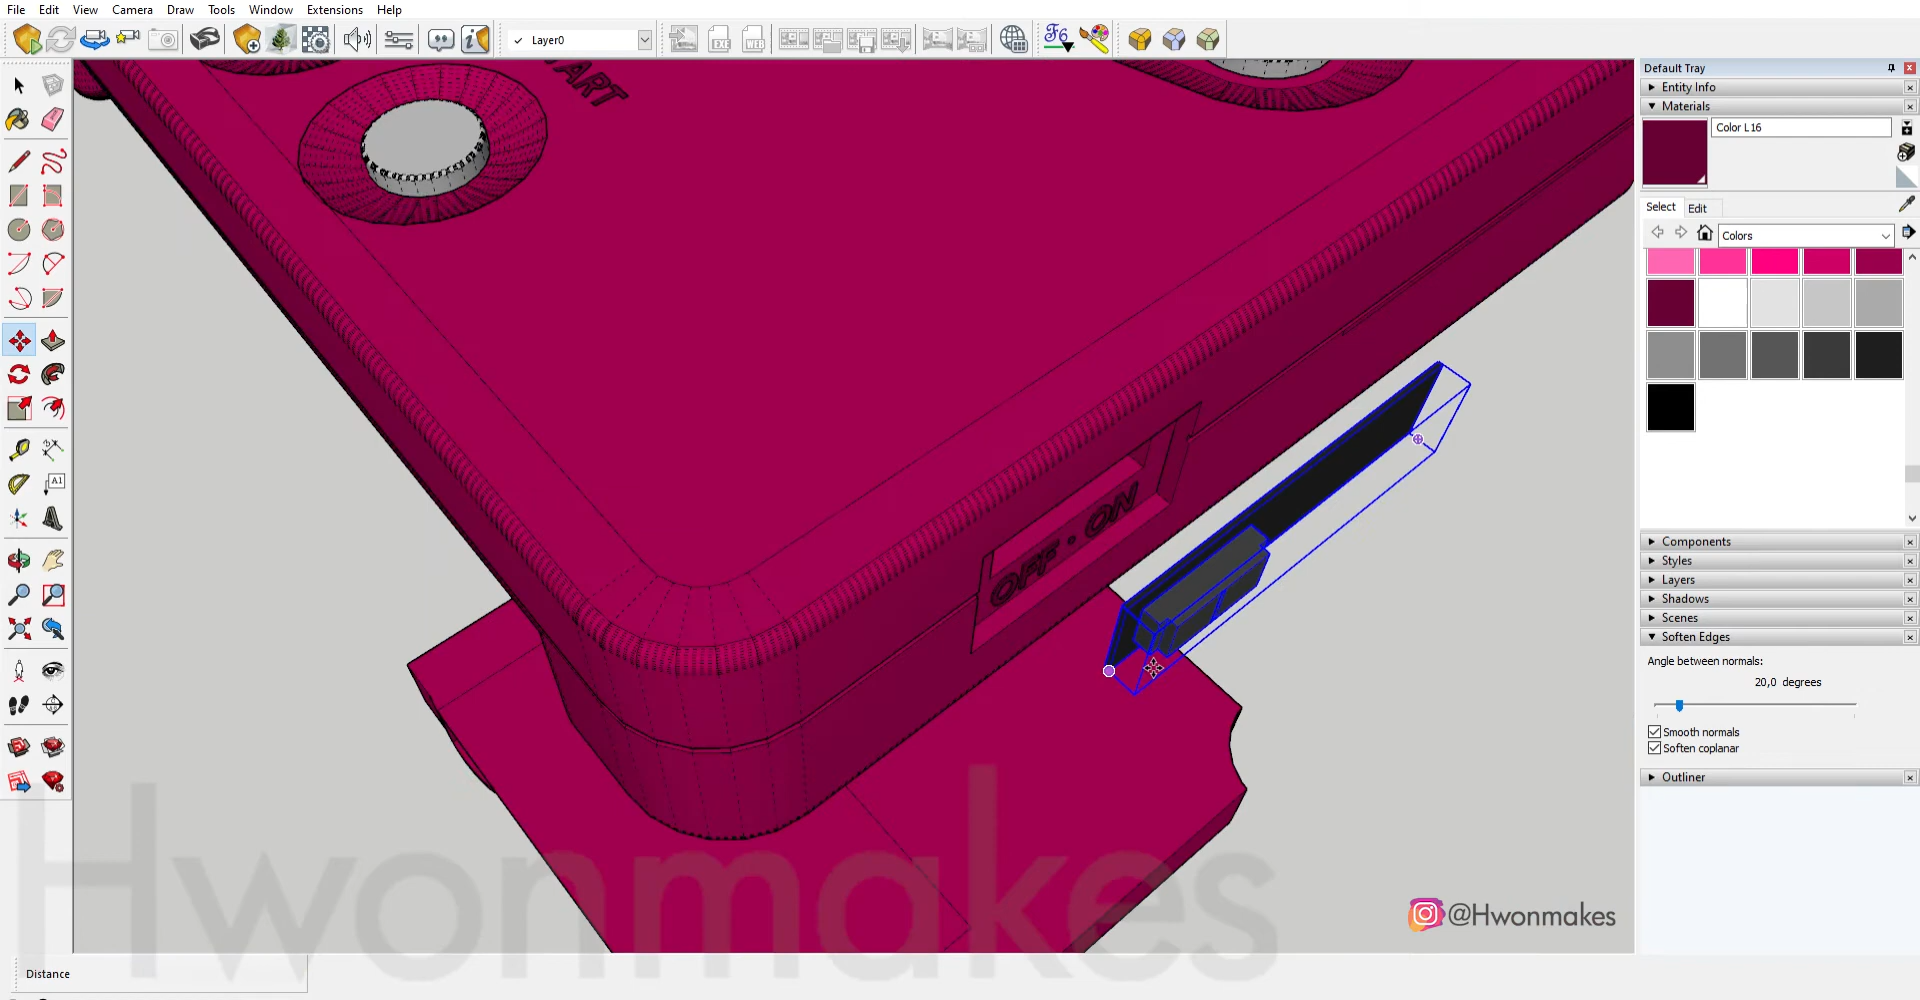 File Edit View Camera Draw Tools Window Extensions Help
Layer0
Default Tray
Entity Info
Materials
Color L16
Select Edit
Colors
Components
Styles
Layers
Shadows
Scenes
Soften Edges
Angle between normals:
20,0 degrees
Smooth normals
Soften coplanar
Outliner
ART
OFF · ON
Hwonmakes
@Hwonmakes
Distance